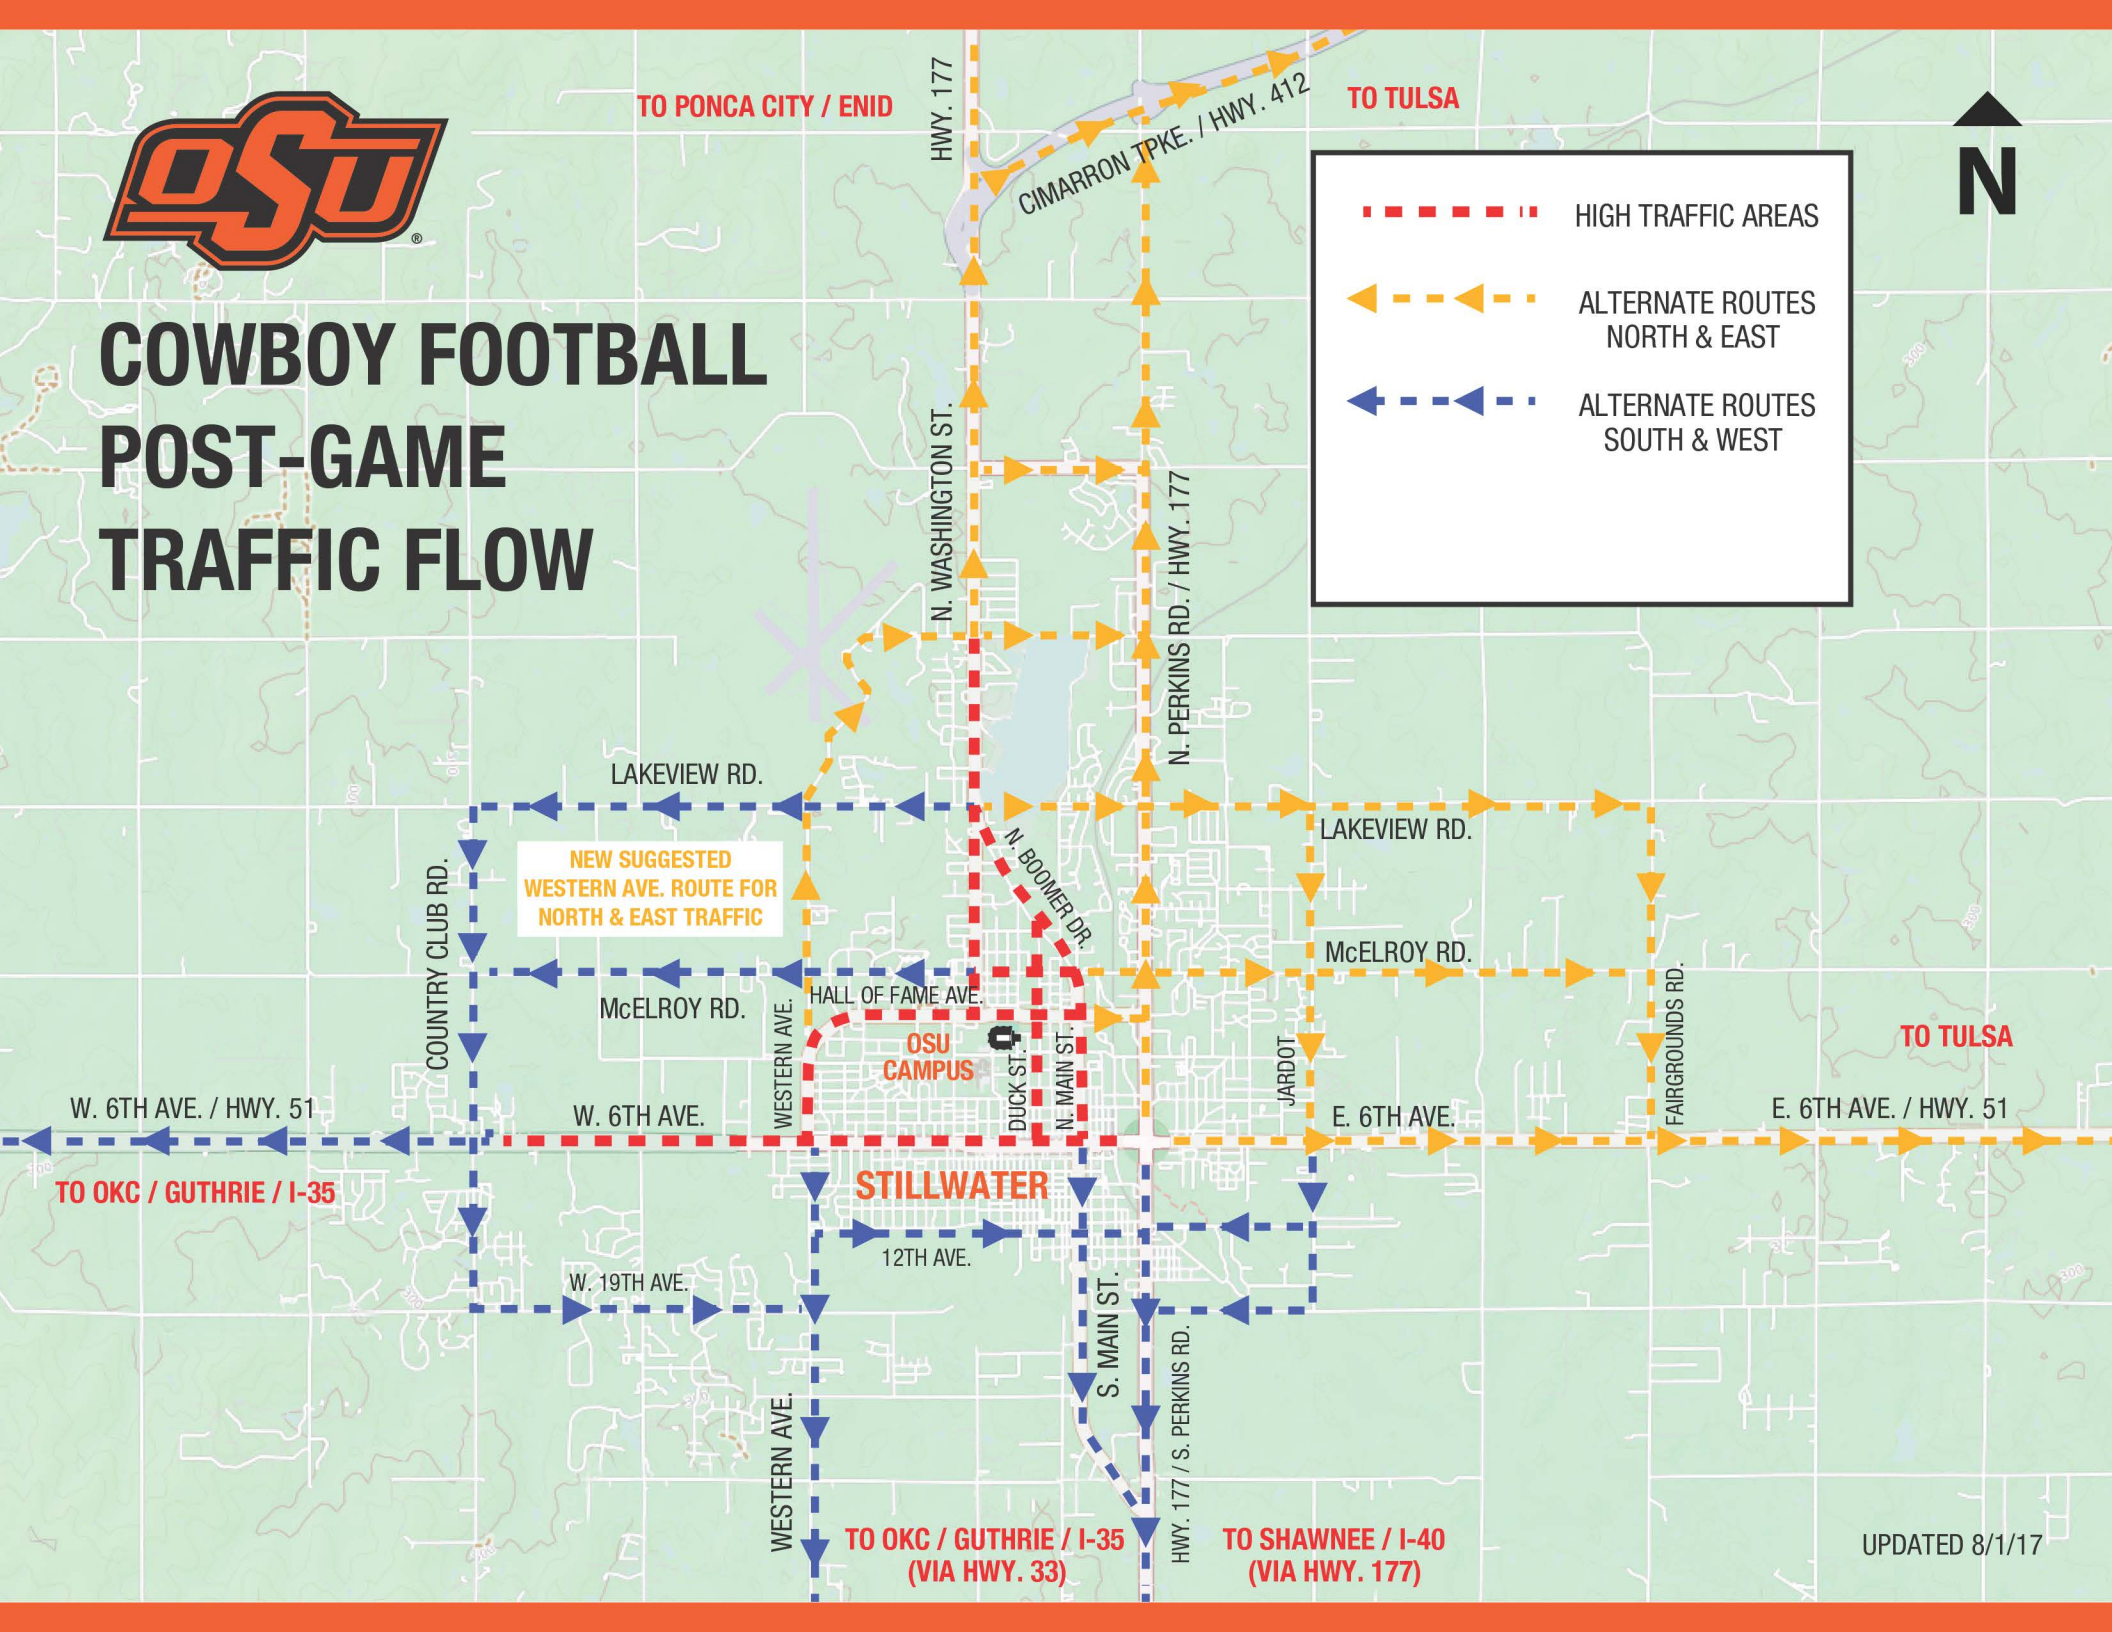 HWY. 177
TO PONCA CITY / ENID
CIMARRON TPKE. / HWY. 412
TO TULSA
N
OSU
®
HIGH TRAFFIC AREAS
ALTERNATE ROUTES
NORTH & EAST
ALTERNATE ROUTES
SOUTH & WEST
COWBOY FOOTBALL
POST-GAME
TRAFFIC FLOW
N. WASHINGTON ST.
N. PERKINS RD. / HWY. 177
LAKEVIEW RD.
LAKEVIEW RD.
NEW SUGGESTED
WESTERN AVE. ROUTE FOR
NORTH & EAST TRAFFIC
N. BOOMER DR.
COUNTRY CLUB RD.
McELROY RD.
McELROY RD.
HALL OF FAME AVE.
WESTERN AVE.
OSU
CAMPUS
DUCK ST.
N. MAIN ST.
JARDOT
FAIRGROUNDS RD.
TO TULSA
W. 6TH AVE. / HWY. 51
W. 6TH AVE.
E. 6TH AVE.
E. 6TH AVE. / HWY. 51
TO OKC / GUTHRIE / I-35
STILLWATER
12TH AVE.
W. 19TH AVE.
S. MAIN ST.
HWY. 177 / S. PERKINS RD.
WESTERN AVE.
TO OKC / GUTHRIE / I-35
(VIA HWY. 33)
TO SHAWNEE / I-40
(VIA HWY. 177)
UPDATED 8/1/17
300
300
300
300
300